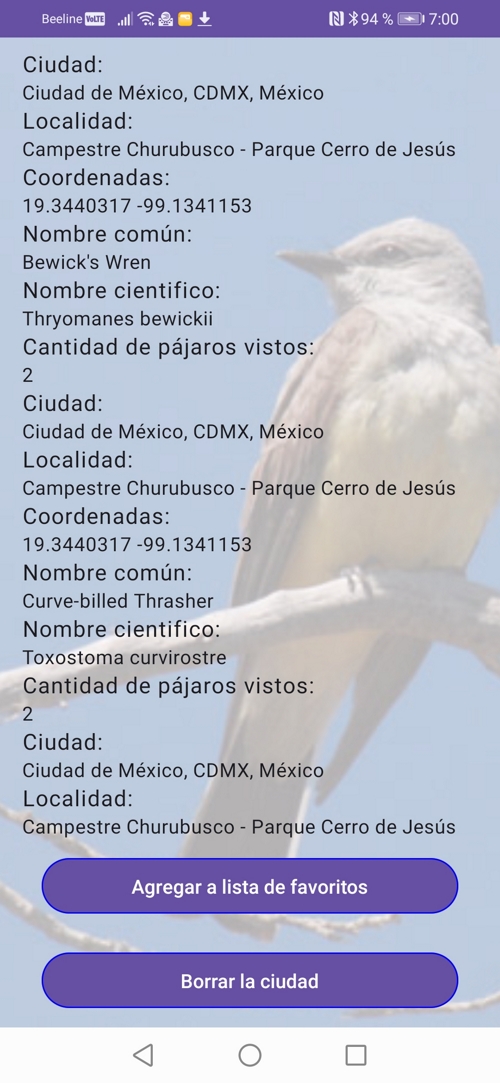 Beeline VoLTE 94 % 7:00
Ciudad:
Ciudad de México, CDMX, México
Localidad:
Campestre Churubusco - Parque Cerro de Jesús
Coordenadas:
19.3440317 -99.1341153
Nombre común:
Bewick's Wren
Nombre cientifico:
Thryomanes bewickii
Cantidad de pájaros vistos:
2
Ciudad:
Ciudad de México, CDMX, México
Localidad:
Campestre Churubusco - Parque Cerro de Jesús
Coordenadas:
19.3440317 -99.1341153
Nombre común:
Curve-billed Thrasher
Nombre cientifico:
Toxostoma curvirostre
Cantidad de pájaros vistos:
2
Ciudad:
Ciudad de México, CDMX, México
Localidad:
Campestre Churubusco - Parque Cerro de Jesús
Agregar a lista de favoritos
Borrar la ciudad